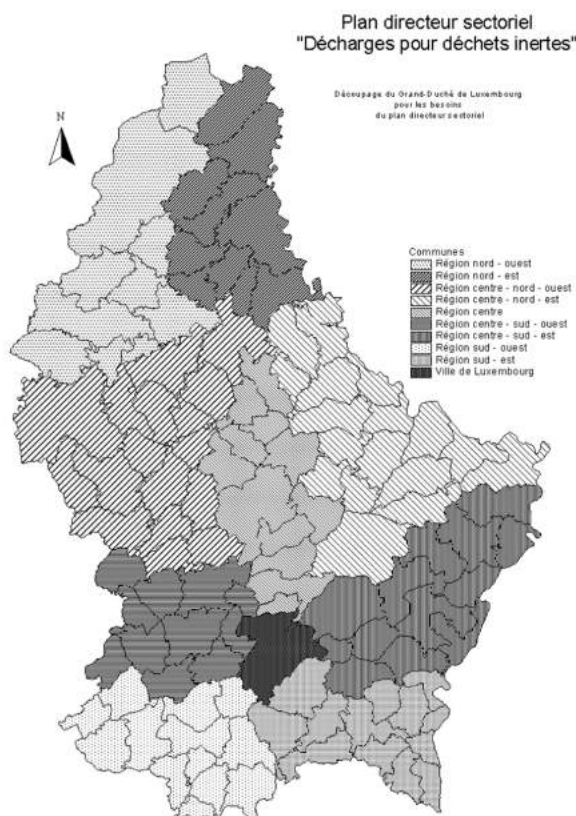 Plan directeur sectoriel
"Décharges pour déchets inertes"
Découpage du Grand-Duché de Luxembourg
pour les besoins
du plan directeur sectoriel
N
Communes
Région nord - ouest
Région nord - est
Région centre - nord - ouest
Région centre - nord - est
Région centre
Région centre - sud - ouest
Région centre - sud - est
Région sud - ouest
Région sud - est
Ville de Luxembourg